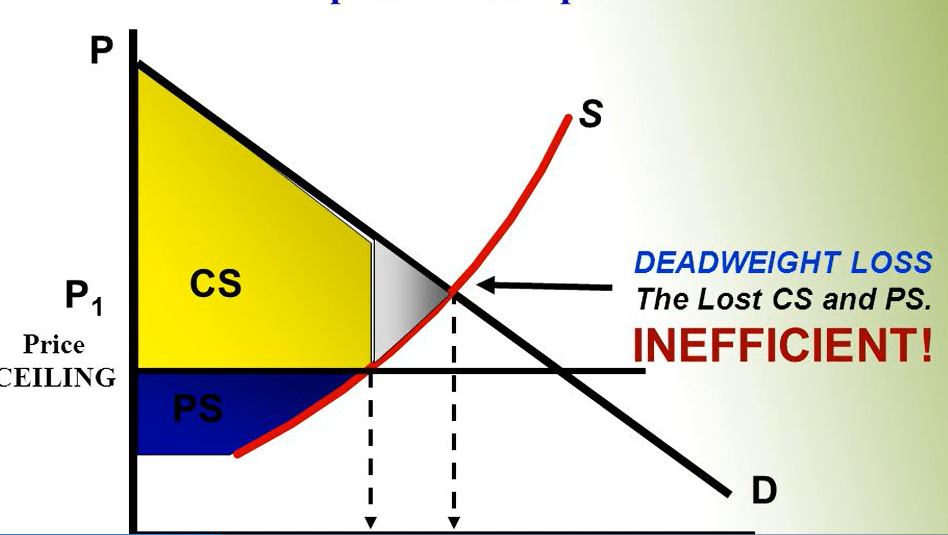 P
S
CS
DEADWEIGHT LOSS
The Lost CS and PS.
INEFFICIENT!
P1
Price
CEILING
PS
D